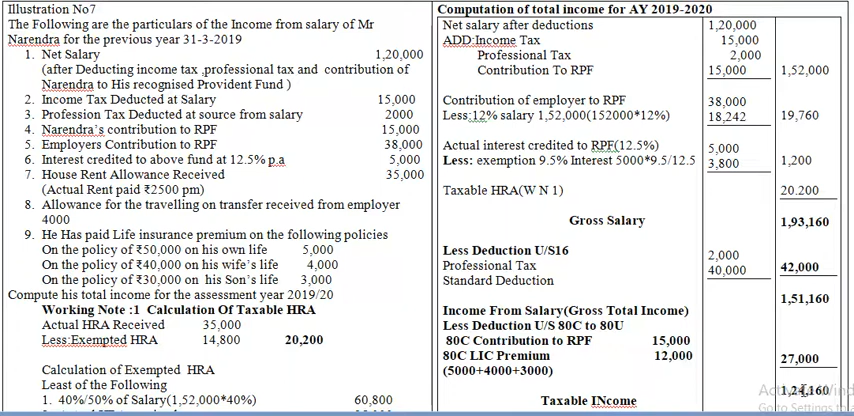 Illustration No7
The Following are the particulars of the Income from salary of Mr
Narendra for the previous year 31-3-2019
1. Net Salary 1,20,000
(after Deducting income tax ,professional tax and contribution of
Narendra to His recognised Provident Fund )
2. Income Tax Deducted at Salary 15,000
3. Profession Tax Deducted at source from salary 2000
4. Narendra's contribution to RPF 15,000
5. Employers Contribution to RPF 38,000
6. Interest credited to above fund at 12.5% p.a 5,000
7. House Rent Allowance Received 35,000
(Actual Rent paid ₹2500 pm)
8. Allowance for the travelling on transfer received from employer
4000
9. He Has paid Life insurance premium on the following policies
On the policy of ₹50,000 on his own life 5,000
On the policy of ₹40,000 on his wife's life 4,000
On the policy of ₹30,000 on his Son's life 3,000
Compute his total income for the assessment year 2019/20
Working Note :1 Calculation Of Taxable HRA
Actual HRA Received 35,000
Less:Exempted HRA 14,800 20,200
Calculation of Exempted HRA
Least of the Following
1. 40%/50% of Salary(1,52,000*40%) 60,800
Computation of total income for AY 2019-2020
Net salary after deductions 1,20,000
ADD:Income Tax 15,000
Professional Tax 2,000
Contribution To RPF 15,000 1,52,000
Contribution of employer to RPF 38,000
Less:12% salary 1,52,000(152000*12%) 18,242 19,760
Actual interest credited to RPF(12.5%) 5,000
Less: exemption 9.5% Interest 5000*9.5/12.5 3,800 1,200
Taxable HRA(W N 1) 20.200
Gross Salary 1,93,160
Less Deduction U/S16
Professional Tax 2,000
Standard Deduction 40,000 42,000
1,51,160
Income From Salary(Gross Total Income)
Less Deduction U/S 80C to 80U
80C Contribution to RPF 15,000
80C LIC Premium 12,000
(5000+4000+3000) 27,000
Taxable INcome 1,24,160